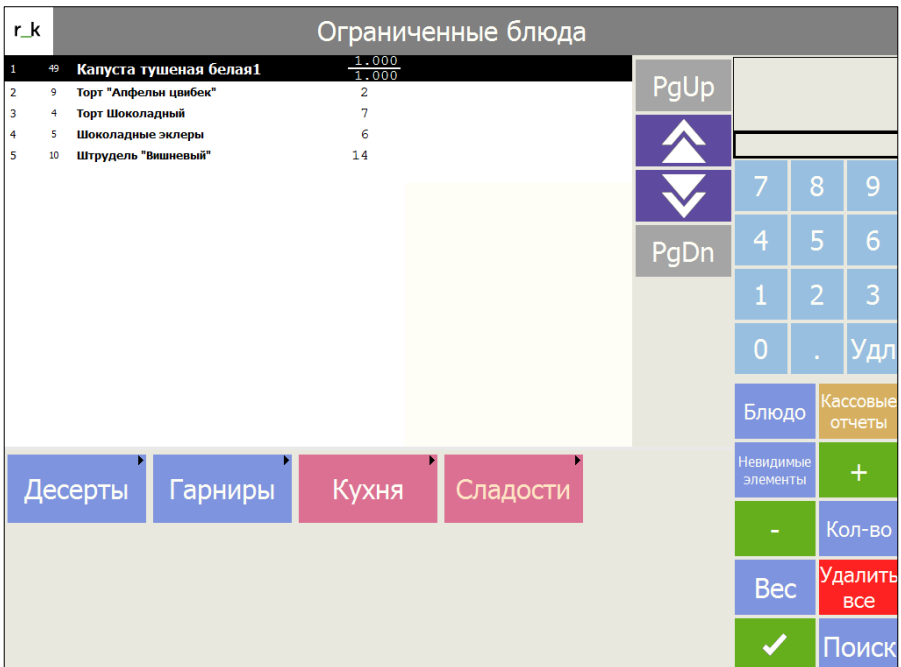 r_k
Ограниченные блюда
1 49 Капуста тушеная белая1 1.000
1.000
2 9 Торт "Апфельн цвибек" 2
3 4 Торт Шоколадный 7
4 5 Шоколадные эклеры 6
5 10 Штрудель "Вишневый" 14
PgUp
PgDn
7 8 9
4 5 6
1 2 3
0 . Удл
Блюдо
Кассовые
отчеты
Невидимые
элементы
+
-
Кол-во
Вес
Удалить
все
Поиск
Десерты
Гарниры
Кухня
Сладости